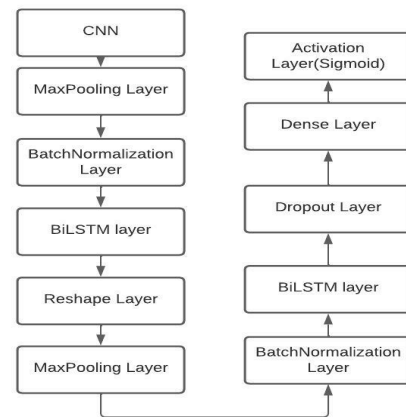 CNN
MaxPooling Layer
BatchNormalization
Layer
BiLSTM layer
Reshape Layer
MaxPooling Layer
BatchNormalization
Layer
BiLSTM layer
Dropout Layer
Dense Layer
Activation
Layer(Sigmoid)